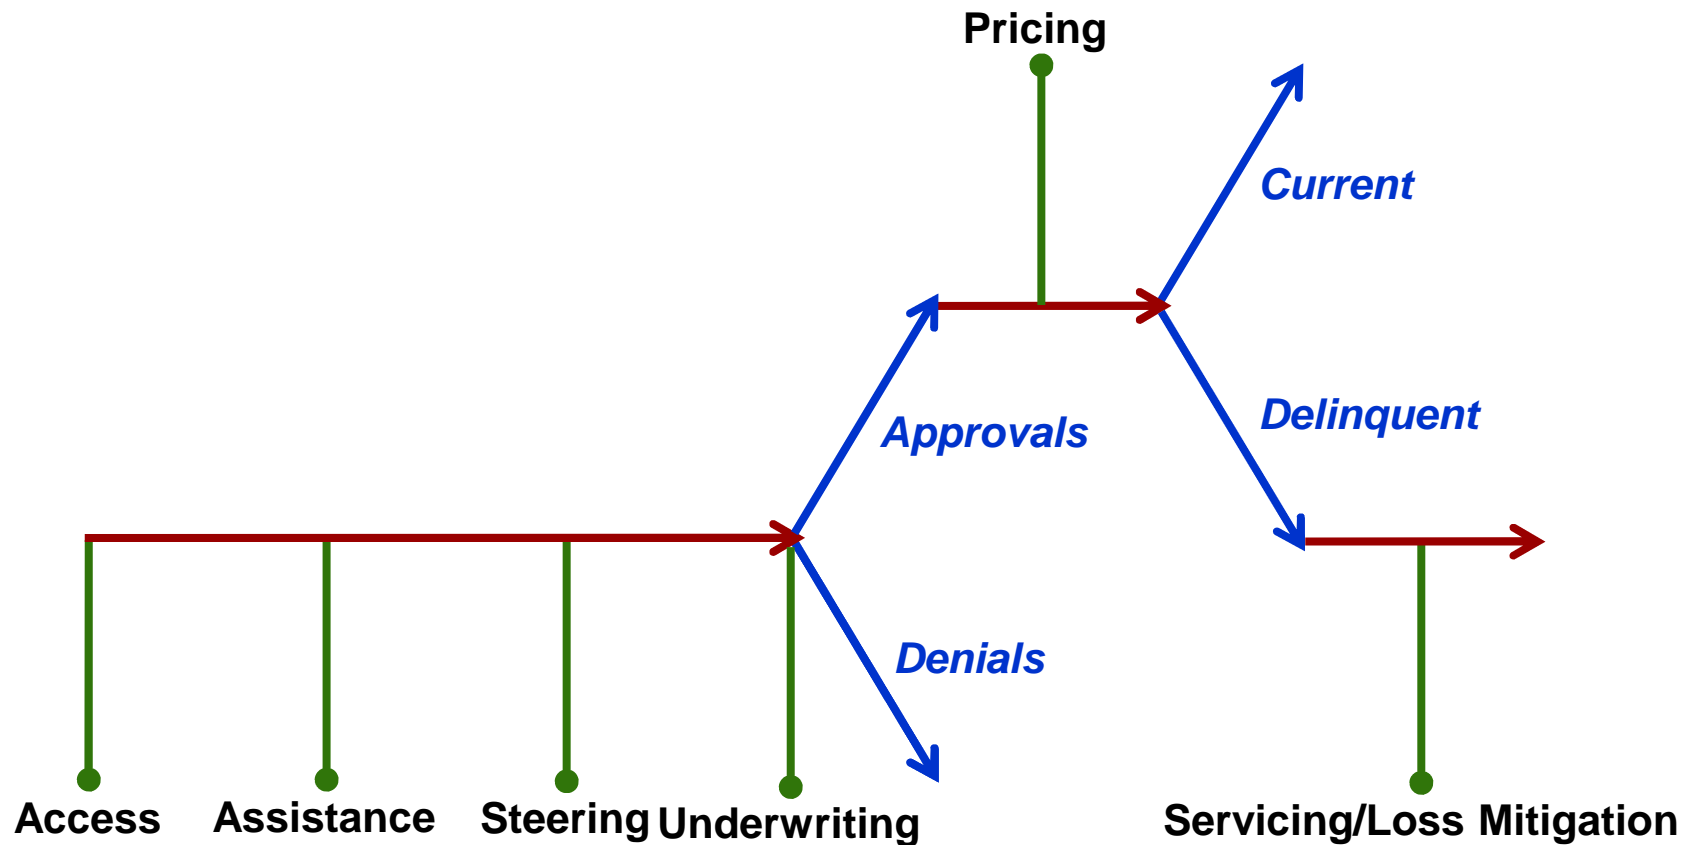 Pricing
Current
Delinquent
Approvals
Denials
Access
Assistance
Steering
Underwriting
Servicing/Loss Mitigation